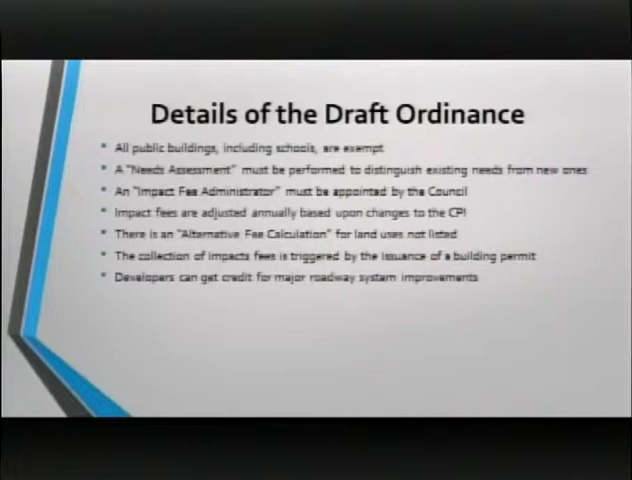 Details of the Draft Ordinance
* All public buildings, including schools, are exempt
* A "Needs Assessment" must be performed to distinguish existing needs from new ones
* An "Impact Fee Administrator" must be appointed by the Council
* Impact fees are adjusted annually based upon changes to the CPI
* There is an "Alternative Fee Calculation" for land uses not listed
* The collection of impacts fees is triggered by the issuance of a building permit
* Developers can get credit for major roadway system improvements